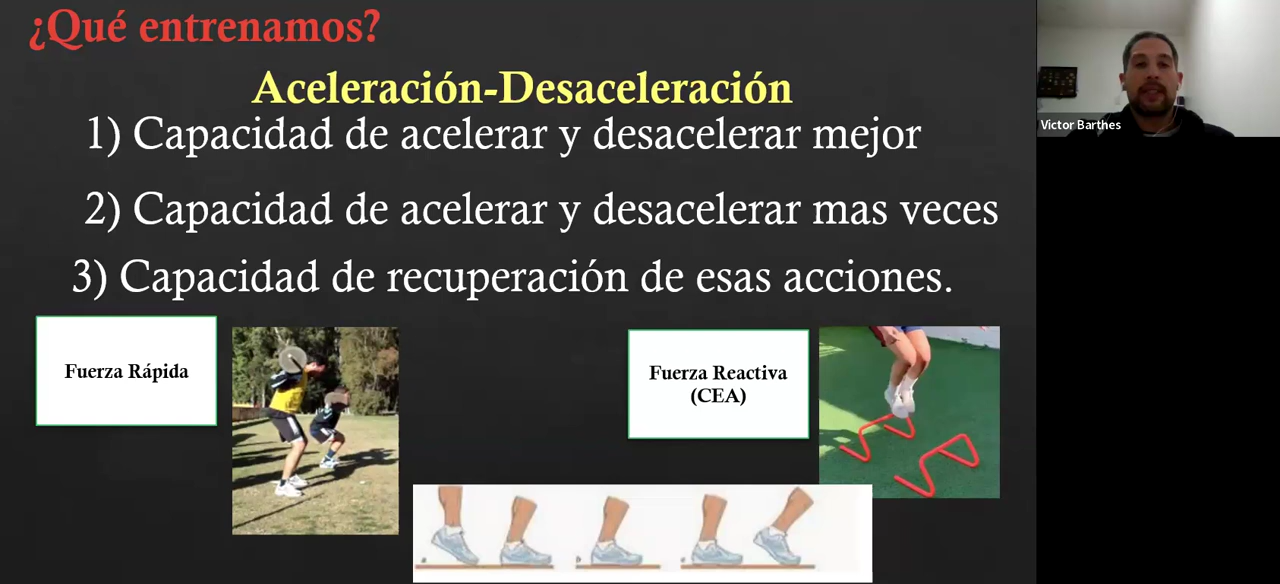 ¿Qué entrenamos?
Aceleración-Desaceleración
1) Capacidad de acelerar y desacelerar mejor
2) Capacidad de acelerar y desacelerar mas veces
3) Capacidad de recuperación de esas acciones.
Fuerza Rápida
Fuerza Reactiva
(CEA)
a
b
c
Victor Barthes